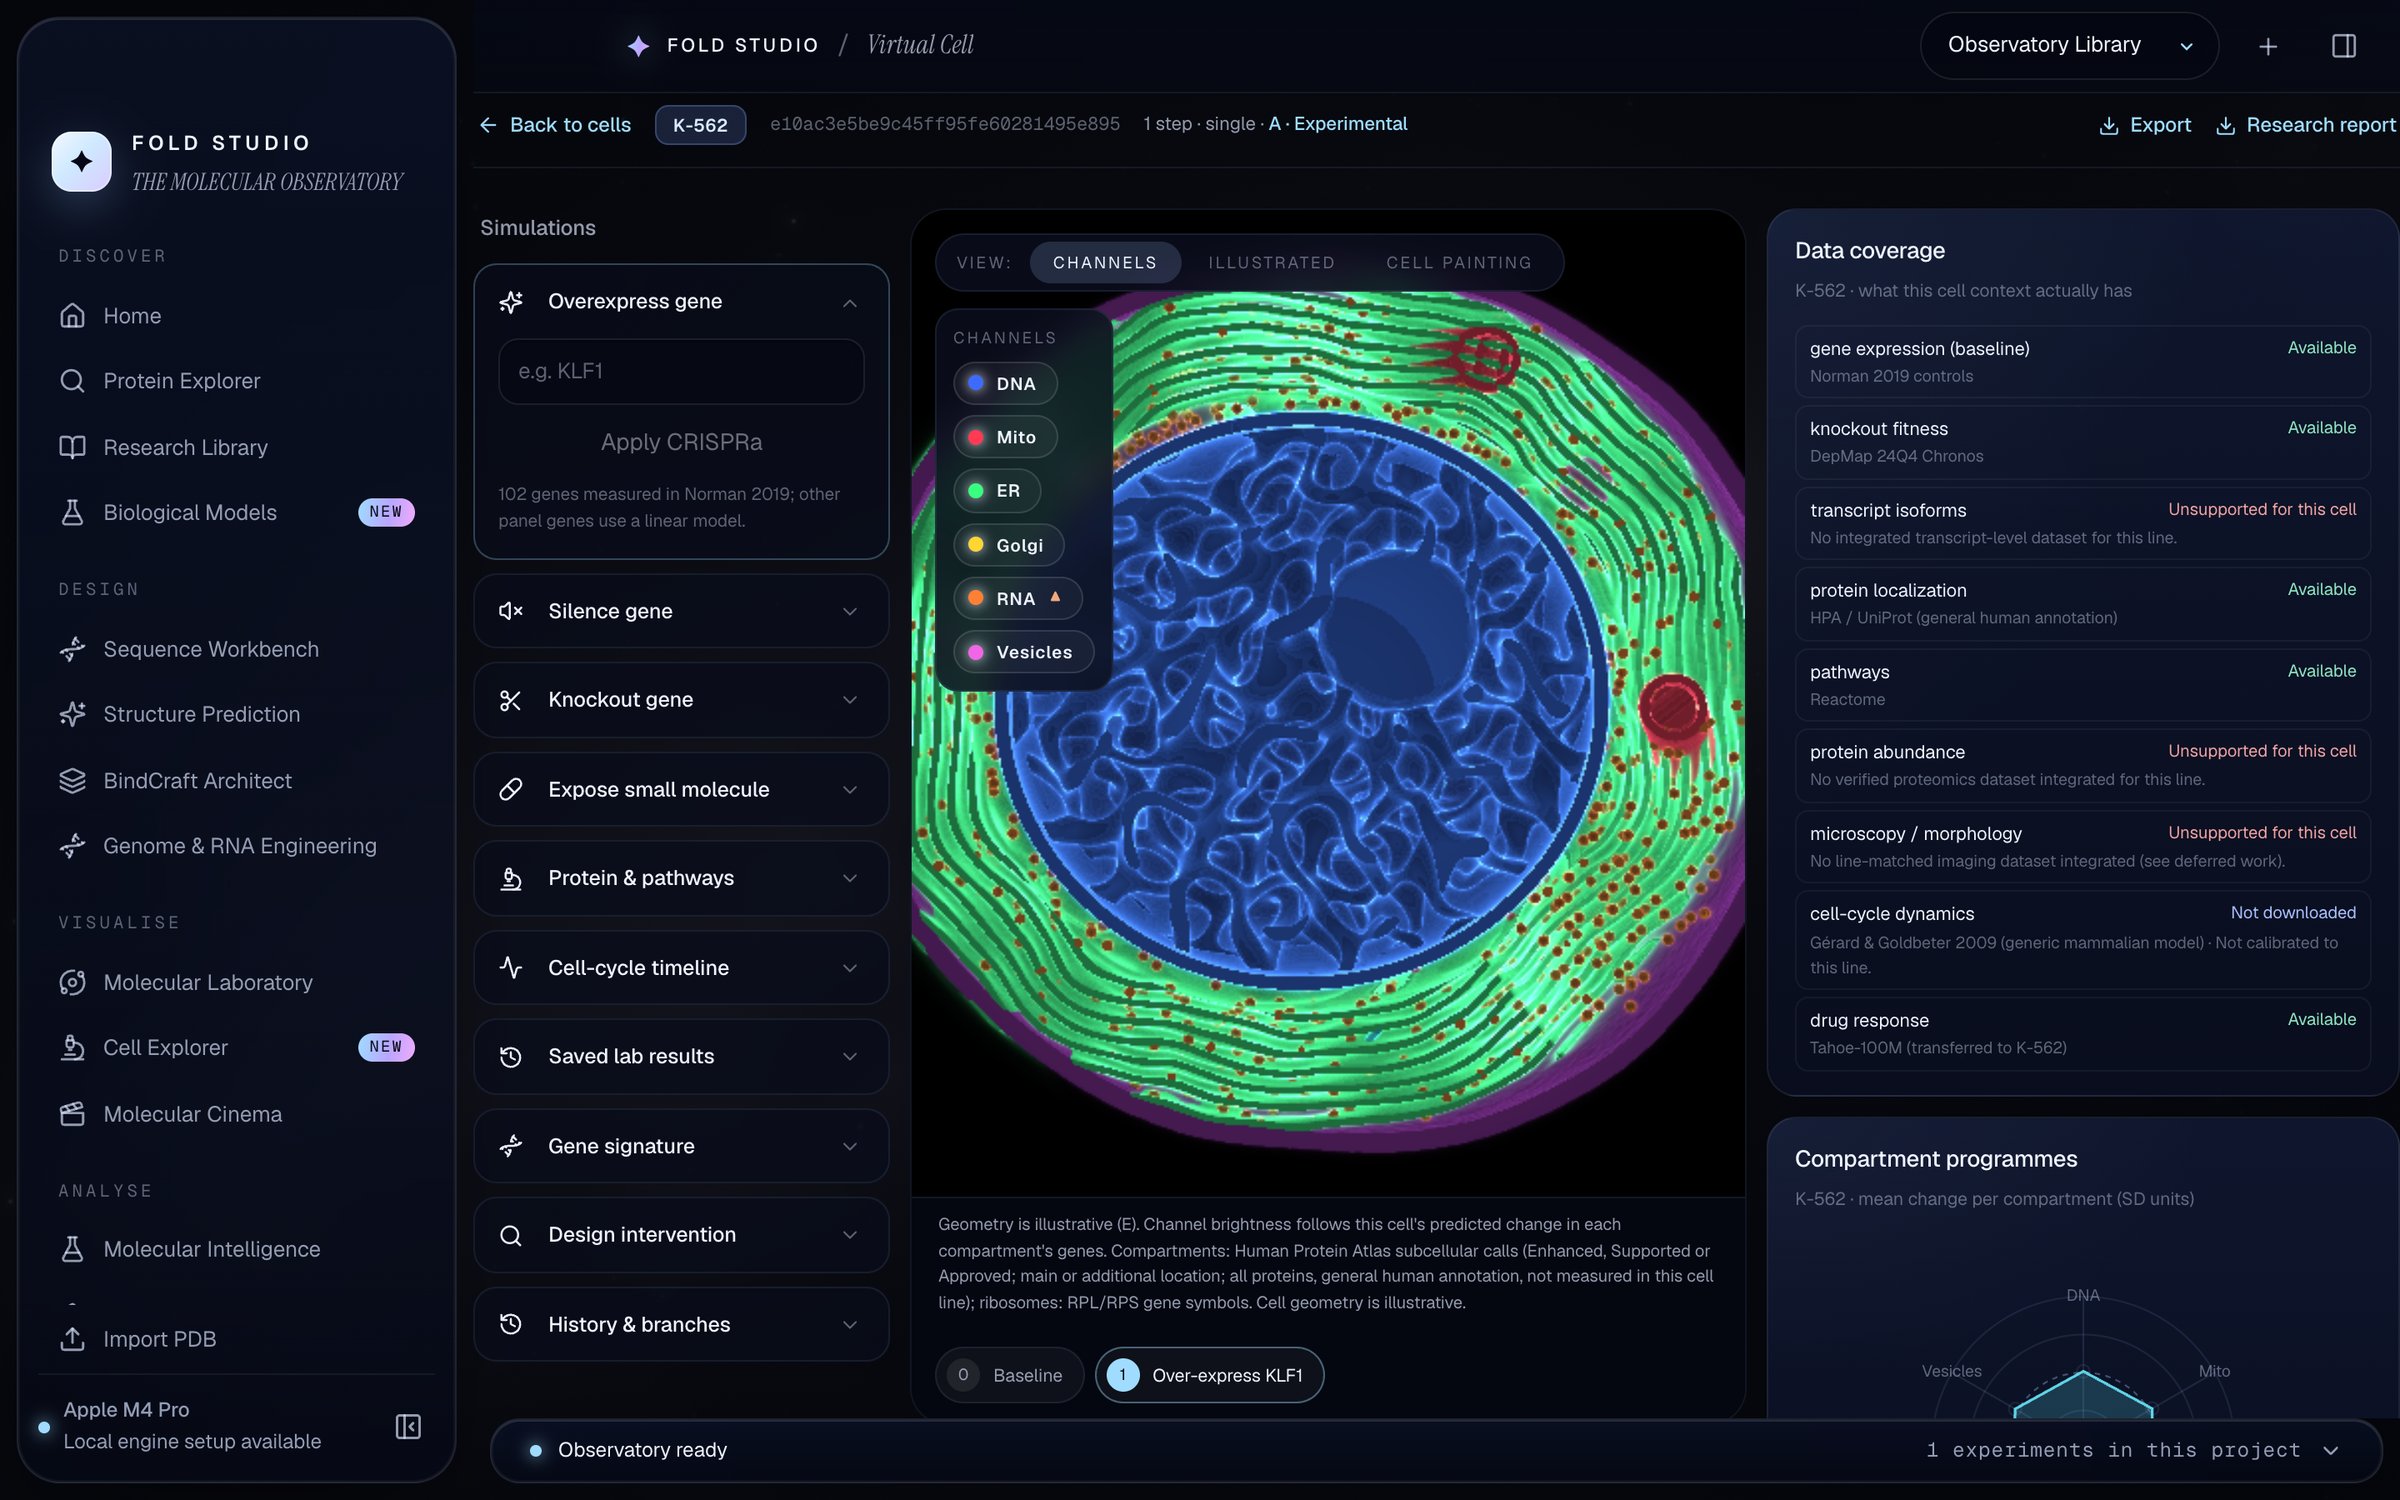 FOLD STUDIO
THE MOLECULAR OBSERVATORY
DISCOVER
Home
Protein Explorer
Research Library
Biological Models NEW
DESIGN
Sequence Workbench
Structure Prediction
BindCraft Architect
Genome & RNA Engineering
VISUALISE
Molecular Laboratory
Cell Explorer NEW
Molecular Cinema
ANALYSE
Molecular Intelligence
Import PDB
Apple M4 Pro
Local engine setup available
FOLD STUDIO / Virtual Cell
Observatory Library
Back to cells
K-562
e10ac3e5be9c45ff95fe60281495e895
1 step · single · A · Experimental
Export
Research report
Simulations
Overexpress gene
e.g. KLF1
Apply CRISPRa
102 genes measured in Norman 2019; other
panel genes use a linear model.
Silence gene
Knockout gene
Expose small molecule
Protein & pathways
Cell-cycle timeline
Saved lab results
Gene signature
Design intervention
History & branches
VIEW: CHANNELS ILLUSTRATED CELL PAINTING
CHANNELS
DNA
Mito
ER
Golgi
RNA ▲
Vesicles
Geometry is illustrative (E). Channel brightness follows this cell's predicted change in each
compartment's genes. Compartments: Human Protein Atlas subcellular calls (Enhanced, Supported or
Approved; main or additional location; all proteins, general human annotation, not measured in this cell
line); ribosomes: RPL/RPS gene symbols. Cell geometry is illustrative.
0 Baseline
1 Over-express KLF1
Data coverage
K-562 · what this cell context actually has
gene expression (baseline) Available
Norman 2019 controls
knockout fitness Available
DepMap 24Q4 Chronos
transcript isoforms Unsupported for this cell
No integrated transcript-level dataset for this line.
protein localization Available
HPA / UniProt (general human annotation)
pathways Available
Reactome
protein abundance Unsupported for this cell
No verified proteomics dataset integrated for this line.
microscopy / morphology Unsupported for this cell
No line-matched imaging dataset integrated (see deferred work).
cell-cycle dynamics Not downloaded
Gérard & Goldbeter 2009 (generic mammalian model) · Not calibrated to
this line.
drug response Available
Tahoe-100M (transferred to K-562)
Compartment programmes
K-562 · mean change per compartment (SD units)
DNA
Vesicles
Mito
Observatory ready
1 experiments in this project